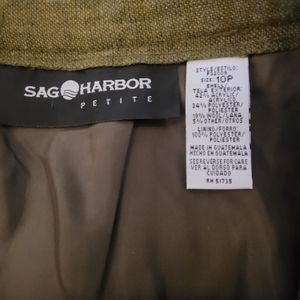 SAG HARBOR
PETITE
STYLE/ESTILO:
SIZE: 10P
SHELL/
TELA EXTERIOR:
42% ACRYLIC/
ACRILICO
34% POLYESTER/
POLIESTER
19% WOOL/LANA
5% OTHER/OTROS
LINING/FORRO
100% POLYESTER/
POLIESTER
MADE IN GUATEMALA
HECHO EN GUATEMALA
SEE REVERSE FOR CARE
VER AL DORSO PARA
CUIDADO
RN 51735